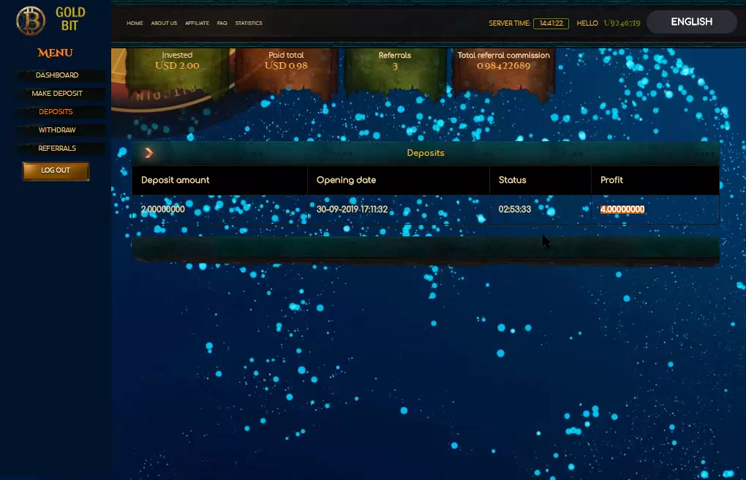 GOLD
BIT
HOME ABOUT US AFFILIATE FAQ STATISTICS
SERVER TIME: 14:41:22 HELLO U9246719 ENGLISH
Menu
DASHBOARD
MAKE DEPOSIT
DEPOSITS
WITHDRAW
REFERRALS
LOG OUT
Invested
USD 2.00
Paid total
USD 0.98
Referrals
3
Total referral commission
0.98422689
Deposits
Deposit amount Opening date Status Profit
2.00000000 30-09-2019 17:11:32 02:53:33 4.00000000